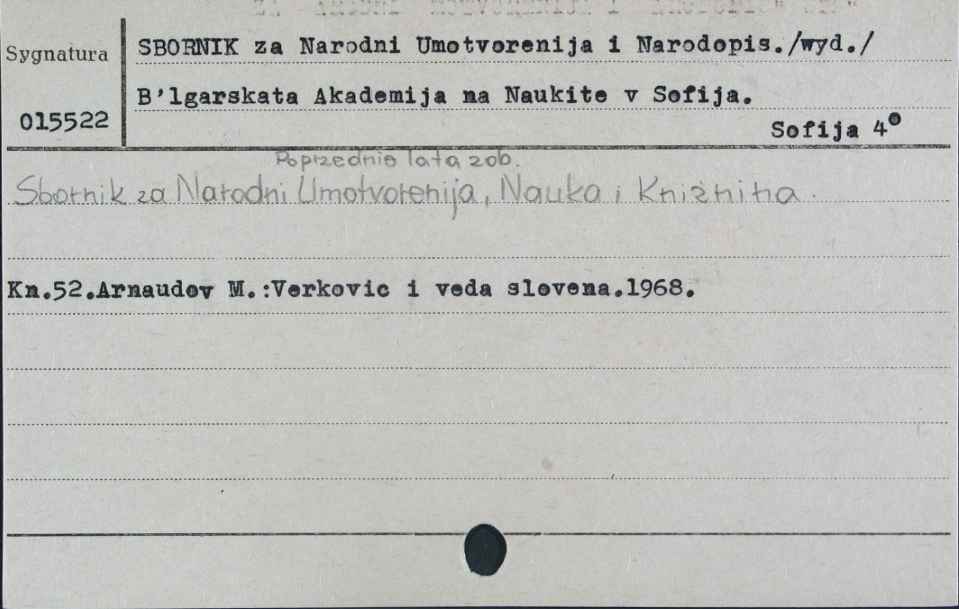 Sygnatura
015522
SBORNIK za Narodni Umotvorenija i Narodopis./wyd./
B'lgarskata Akademija na Naukite v Sofija.
Sofija 4°
Poprzednie lata zob.
Sbornik za Narodni Umotvorenija, Nauka i Knižnina.
Kn.52.Arnaudov M.:Verkovic i veda slovena.1968.